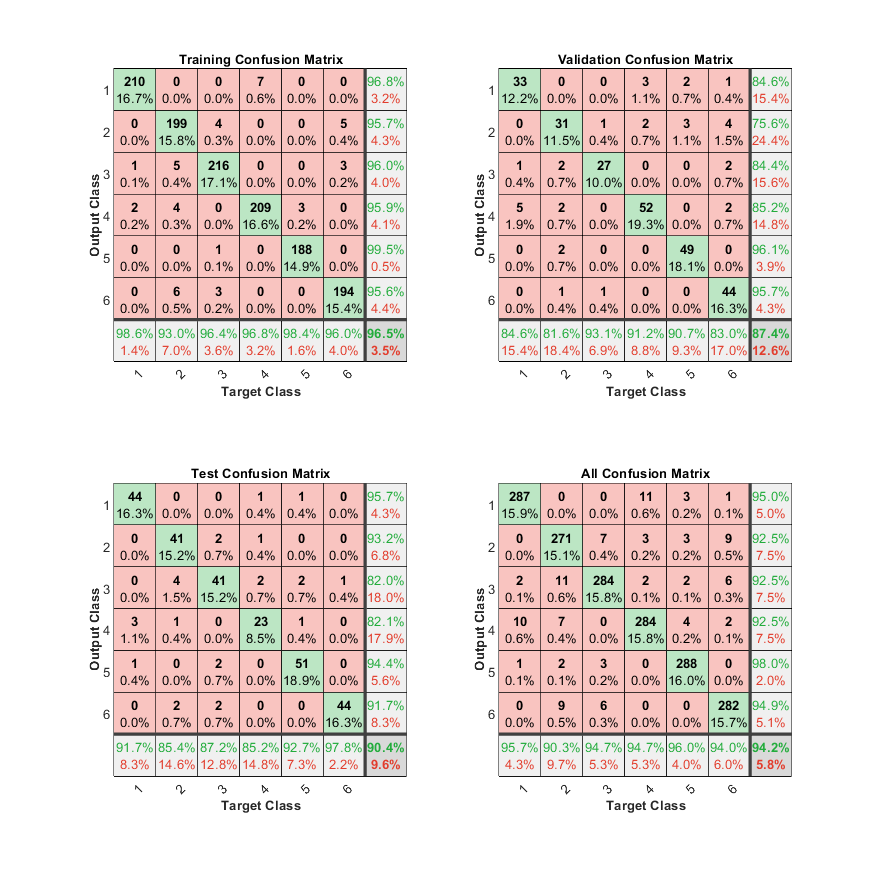 Training Confusion Matrix
1 210 0 0 7 0 0 96.8%
16.7% 0.0% 0.0% 0.6% 0.0% 0.0% 3.2%
2 0 199 4 0 0 5 95.7%
0.0% 15.8% 0.3% 0.0% 0.0% 0.4% 4.3%
3 1 5 216 0 0 3 96.0%
0.1% 0.4% 17.1% 0.0% 0.0% 0.2% 4.0%
4 2 4 0 209 3 0 95.9%
0.2% 0.3% 0.0% 16.6% 0.2% 0.0% 4.1%
5 0 0 1 0 188 0 99.5%
0.0% 0.0% 0.1% 0.0% 14.9% 0.0% 0.5%
6 0 6 3 0 0 194 95.6%
0.0% 0.5% 0.2% 0.0% 0.0% 15.4% 4.4%
98.6% 93.0% 96.4% 96.8% 98.4% 96.0% 96.5%
1.4% 7.0% 3.6% 3.2% 1.6% 4.0% 3.5%
1 2 3 4 5 6
Target Class
Output Class
Validation Confusion Matrix
1 33 0 0 3 2 1 84.6%
12.2% 0.0% 0.0% 1.1% 0.7% 0.4% 15.4%
2 0 31 1 2 3 4 75.6%
0.0% 11.5% 0.4% 0.7% 1.1% 1.5% 24.4%
3 1 2 27 0 0 2 84.4%
0.4% 0.7% 10.0% 0.0% 0.0% 0.7% 15.6%
4 5 2 0 52 0 2 85.2%
1.9% 0.7% 0.0% 19.3% 0.0% 0.7% 14.8%
5 0 2 0 0 49 0 96.1%
0.0% 0.7% 0.0% 0.0% 18.1% 0.0% 3.9%
6 0 1 1 0 0 44 95.7%
0.0% 0.4% 0.4% 0.0% 0.0% 16.3% 4.3%
84.6% 81.6% 93.1% 91.2% 90.7% 83.0% 87.4%
15.4% 18.4% 6.9% 8.8% 9.3% 17.0% 12.6%
1 2 3 4 5 6
Target Class
Output Class
Test Confusion Matrix
1 44 0 0 1 1 0 95.7%
16.3% 0.0% 0.0% 0.4% 0.4% 0.0% 4.3%
2 0 41 2 1 0 0 93.2%
0.0% 15.2% 0.7% 0.4% 0.0% 0.0% 6.8%
3 0 4 41 2 2 1 82.0%
0.0% 1.5% 15.2% 0.7% 0.7% 0.4% 18.0%
4 3 1 0 23 1 0 82.1%
1.1% 0.4% 0.0% 8.5% 0.4% 0.0% 17.9%
5 1 0 2 0 51 0 94.4%
0.4% 0.0% 0.7% 0.0% 18.9% 0.0% 5.6%
6 0 2 2 0 0 44 91.7%
0.0% 0.7% 0.7% 0.0% 0.0% 16.3% 8.3%
91.7% 85.4% 87.2% 85.2% 92.7% 97.8% 90.4%
8.3% 14.6% 12.8% 14.8% 7.3% 2.2% 9.6%
1 2 3 4 5 6
Target Class
Output Class
All Confusion Matrix
1 287 0 0 11 3 1 95.0%
15.9% 0.0% 0.0% 0.6% 0.2% 0.1% 5.0%
2 0 271 7 3 3 9 92.5%
0.0% 15.1% 0.4% 0.2% 0.2% 0.5% 7.5%
3 2 11 284 2 2 6 92.5%
0.1% 0.6% 15.8% 0.1% 0.1% 0.3% 7.5%
4 10 7 0 284 4 2 92.5%
0.6% 0.4% 0.0% 15.8% 0.2% 0.1% 7.5%
5 1 2 3 0 288 0 98.0%
0.1% 0.1% 0.2% 0.0% 16.0% 0.0% 2.0%
6 0 9 6 0 0 282 94.9%
0.0% 0.5% 0.3% 0.0% 0.0% 15.7% 5.1%
95.7% 90.3% 94.7% 94.7% 96.0% 94.0% 94.2%
4.3% 9.7% 5.3% 5.3% 4.0% 6.0% 5.8%
1 2 3 4 5 6
Target Class
Output Class